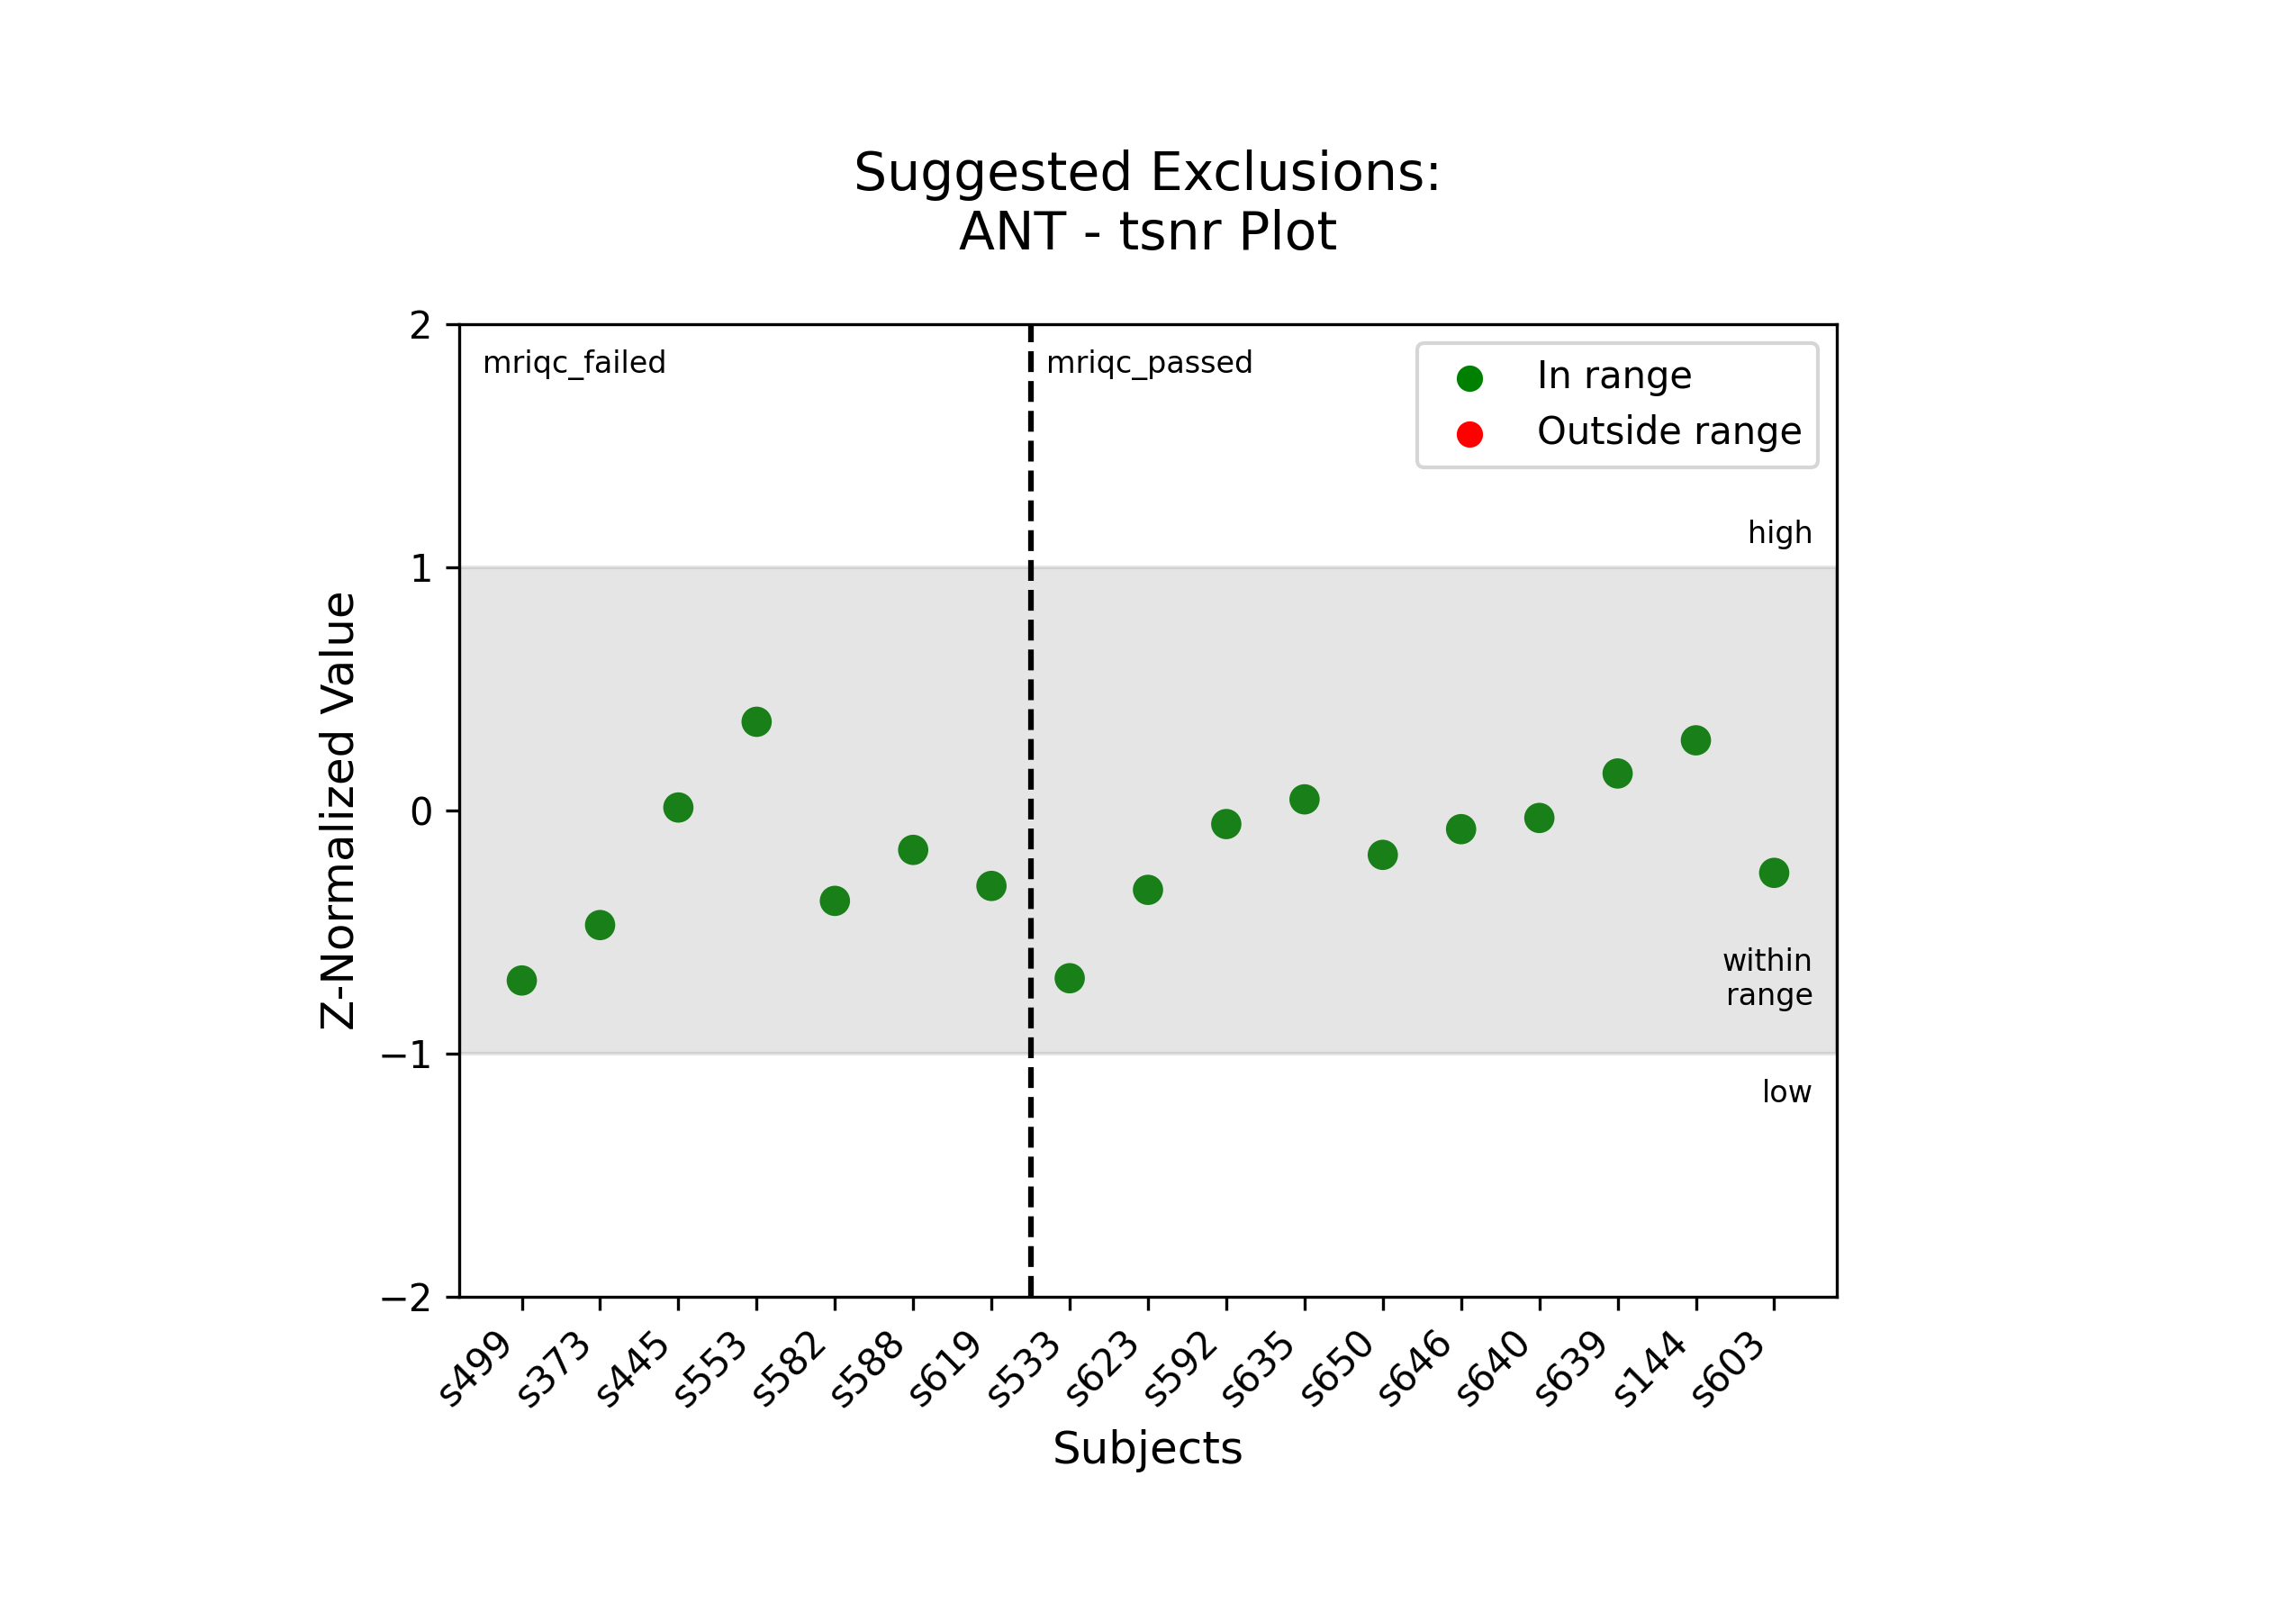 Suggested Exclusions:
ANT - tsnr Plot
mriqc_failed
mriqc_passed
In range
Outside range
high
within
range
low
Z-Normalized Value
2
1
0
−1
−2
s499
s373
s445
s553
s582
s588
s619
s533
s623
s592
s635
s650
s646
s640
s639
s144
s603
Subjects